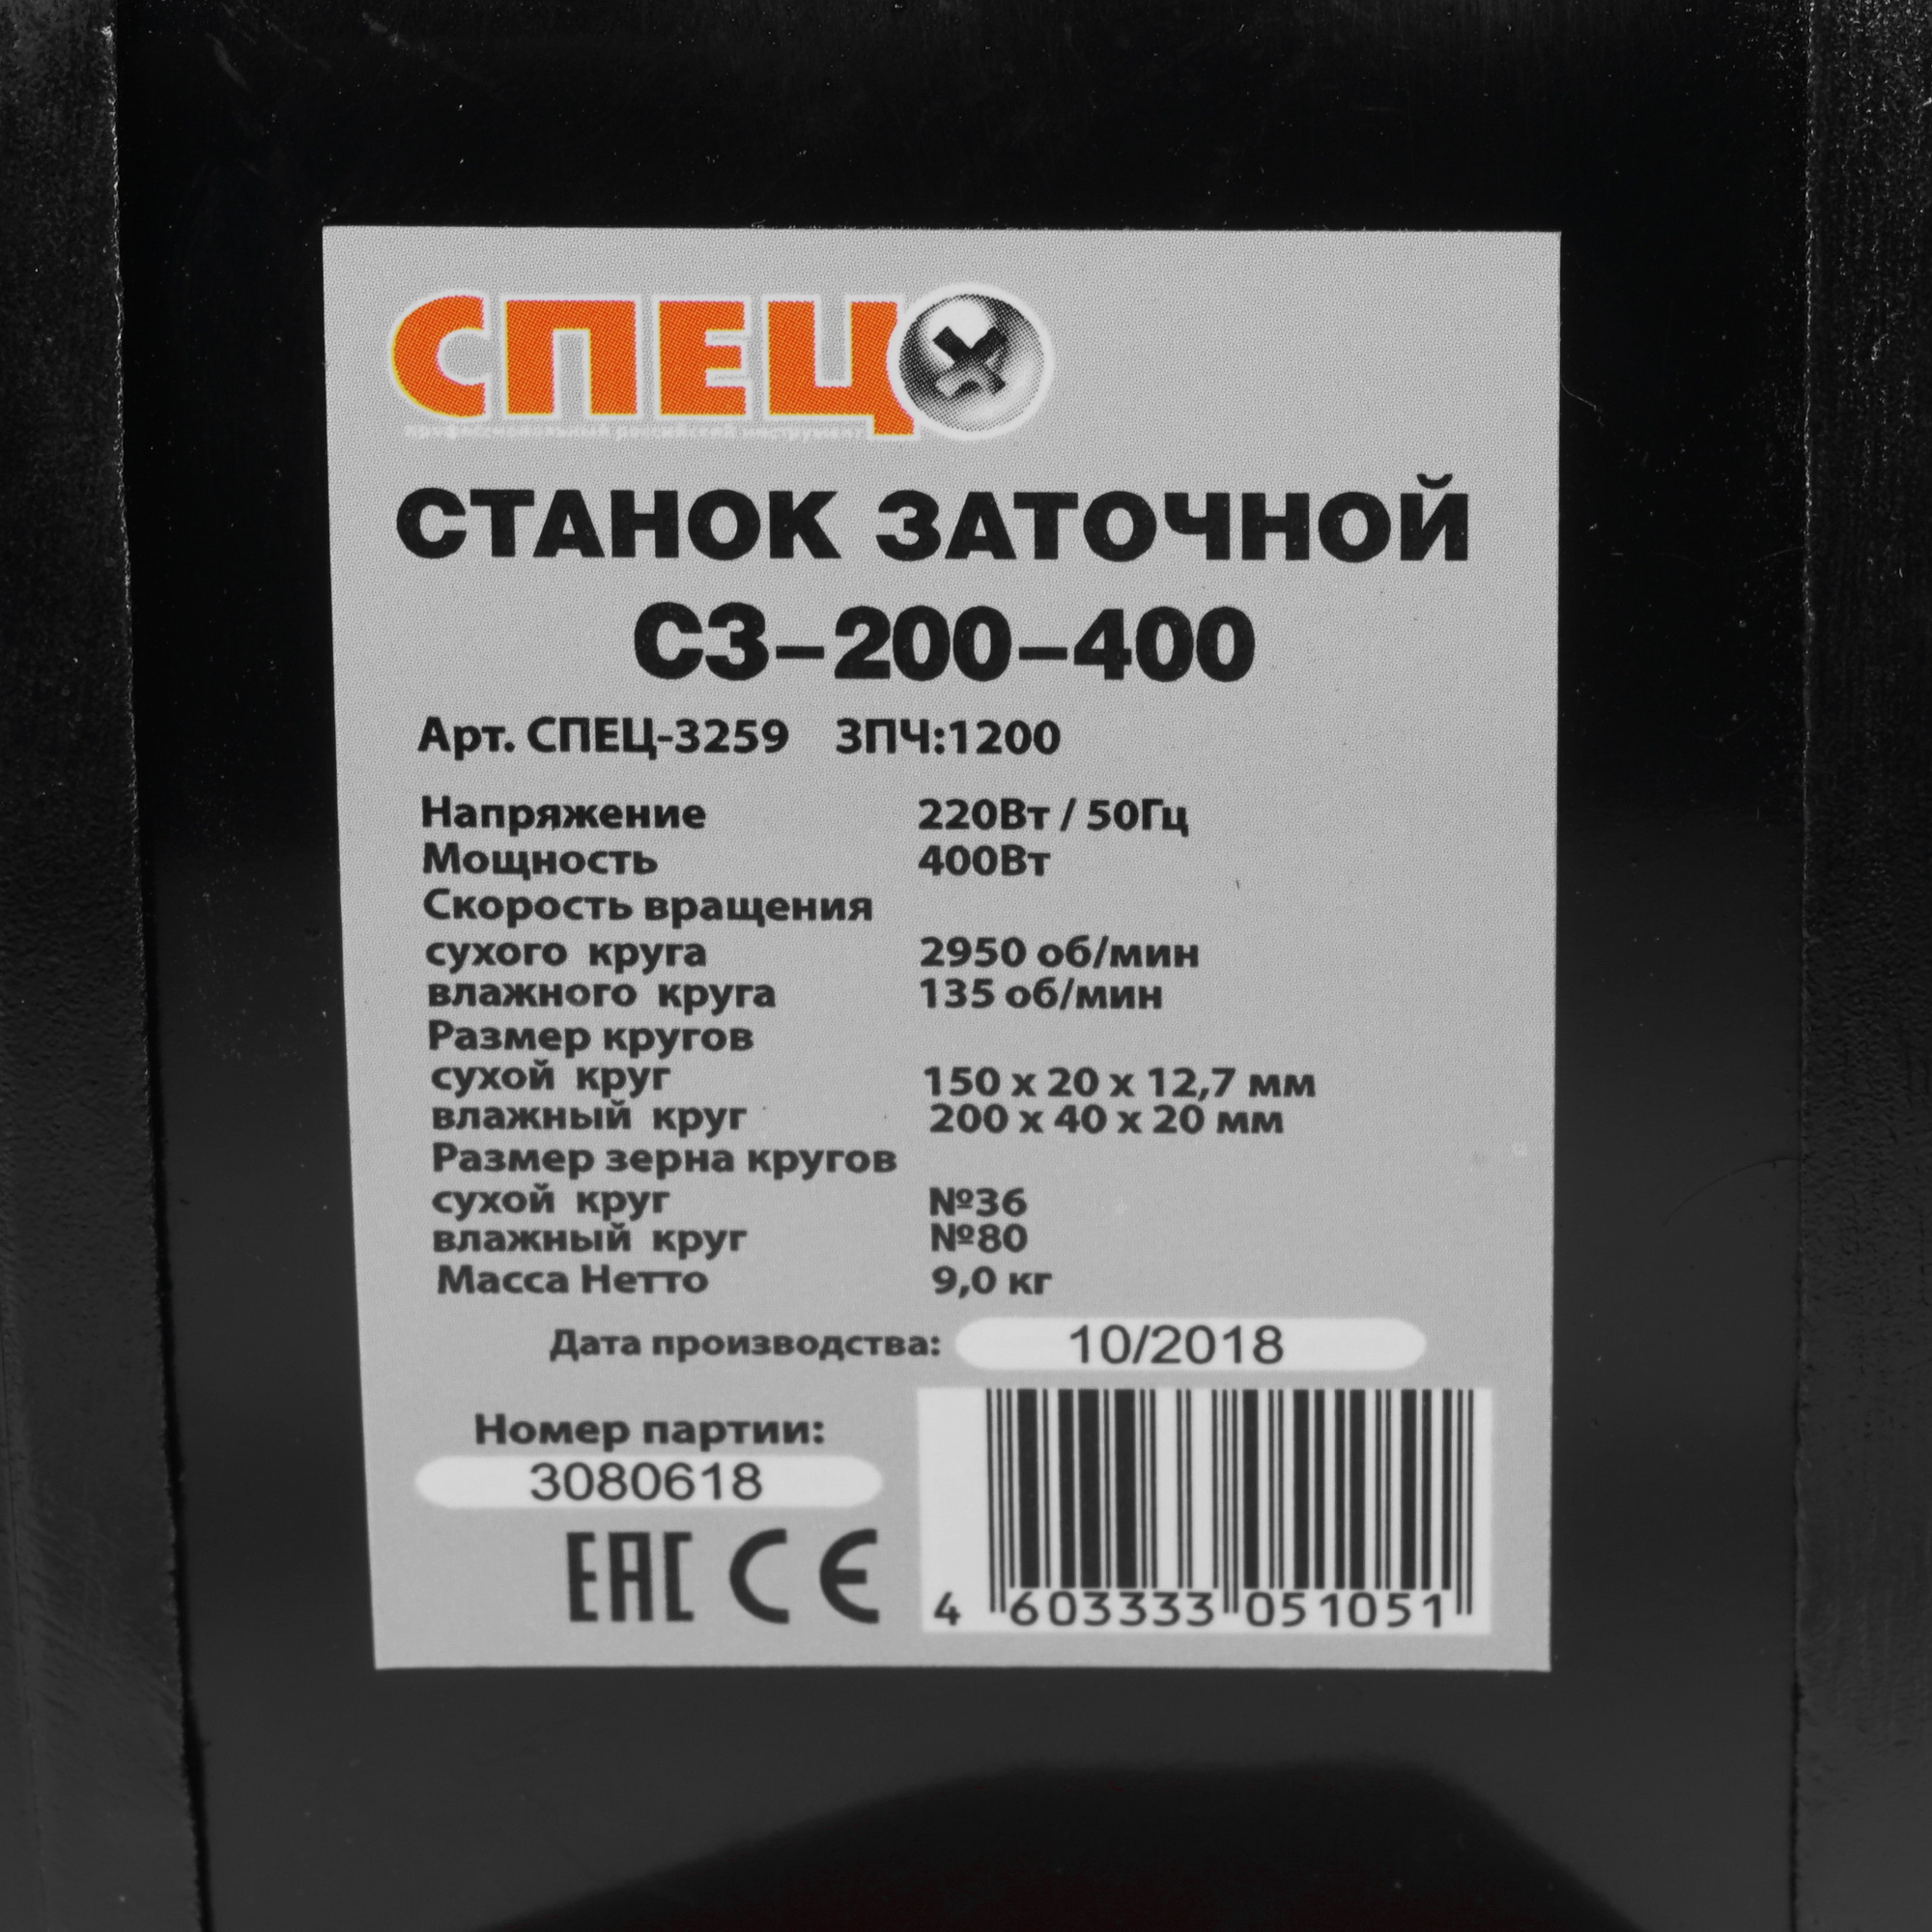 СПЕЦ
профессиональный российский инструмент
СТАНОК ЗАТОЧНОЙ
СЗ-200-400
Арт. СПЕЦ-3259 ЗПЧ:1200
Напряжение 220Вт / 50Гц
Мощность 400Вт
Скорость вращения
сухого круга 2950 об/мин
влажного круга 135 об/мин
Размер кругов
сухой круг 150 x 20 x 12,7 мм
влажный круг 200 x 40 x 20 мм
Размер зерна кругов
сухой круг №36
влажный круг №80
Масса Нетто 9,0 кг
Дата производства: 10/2018
Номер партии:
3080618
EAC CE
4 603333 051051